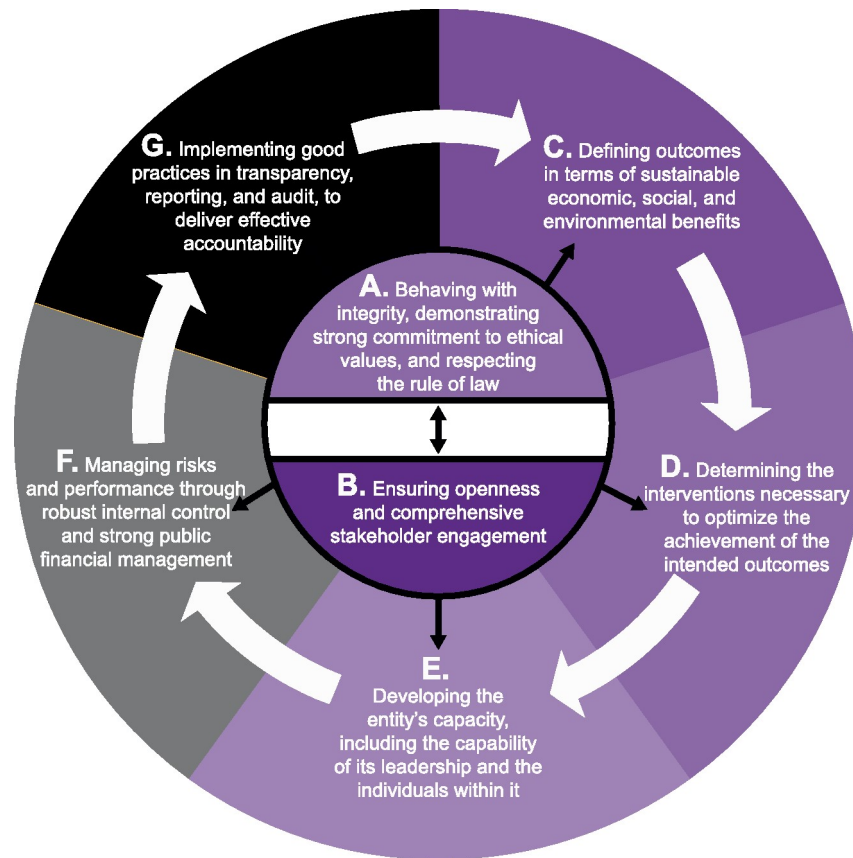 A. Behaving with
integrity, demonstrating
strong commitment to ethical
values, and respecting
the rule of law
B. Ensuring openness
and comprehensive
stakeholder engagement
C. Defining outcomes
in terms of sustainable
economic, social, and
environmental benefits
D. Determining the
interventions necessary
to optimize the
achievement of the
intended outcomes
E.
Developing the
entity’s capacity,
including the capability
of its leadership and the
individuals within it
F. Managing risks
and performance through
robust internal control
and strong public
financial management
G. Implementing good
practices in transparency,
reporting, and audit, to
deliver effective
accountability